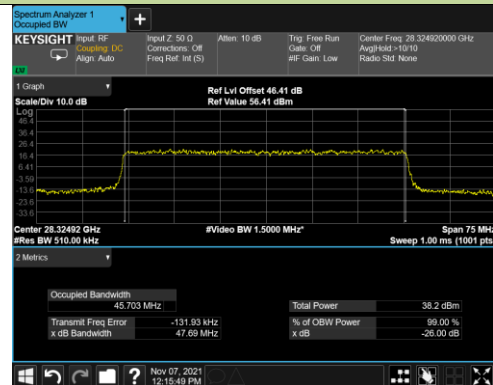 Spectrum Analyzer 1
Occupied BW
+
KEYSIGHT Input: RF Input Z: 50 Ω Atten: 10 dB Trig: Free Run Center Freq: 28.324920000 GHz
Coupling: DC Corrections: Off Gate: Off Avg|Hold:>10/10
Align: Auto Freq Ref: Int (S) #IF Gain: Low Radio Std: None
1 Graph Ref Lvl Offset 46.41 dB
Scale/Div 10.0 dB Ref Value 56.41 dBm
Log
46.4
36.4
26.4
16.4
6.41
-3.59
-13.6
-23.6
-33.6
Center 28.32492 GHz #Video BW 1.5000 MHz* Span 75 MHz
#Res BW 510.00 kHz Sweep 1.00 ms (1001 pts
2 Metrics
Occupied Bandwidth
45.703 MHz Total Power 38.2 dBm
Transmit Freq Error -131.93 kHz % of OBW Power 99.00 %
x dB Bandwidth 47.69 MHz x dB -26.00 dB
? Nov 07, 2021
12:15:49 PM